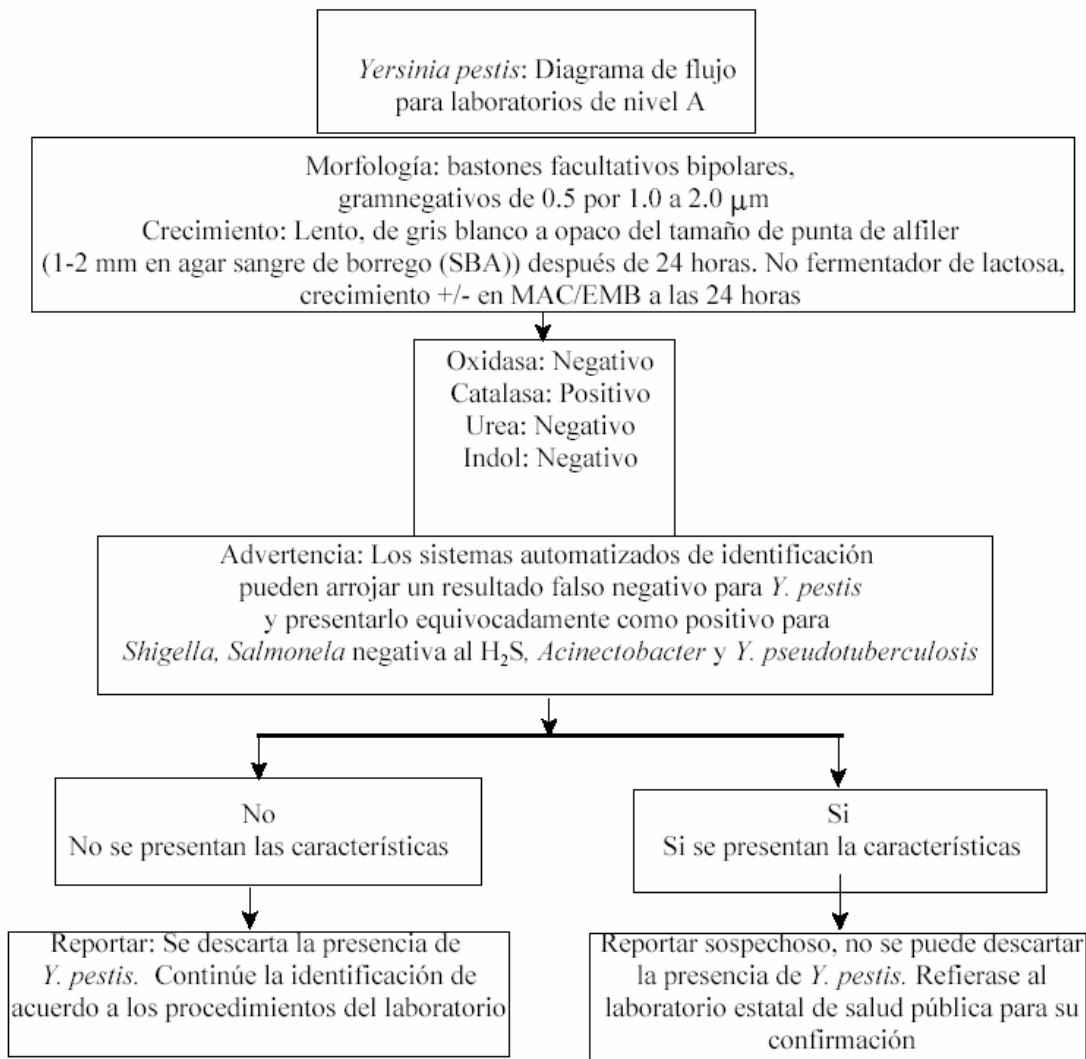 Yersinia pestis: Diagrama de flujo
para laboratorios de nivel A
Morfología: bastones facultativos bipolares,
gramnegativos de 0.5 por 1.0 a 2.0 μm
Crecimiento: Lento, de gris blanco a opaco del tamaño de punta de alfiler
(1-2 mm en agar sangre de borrego (SBA)) después de 24 horas. No fermentador de lactosa,
crecimiento +/- en MAC/EMB a las 24 horas
Oxidasa: Negativo
Catalasa: Positivo
Urea: Negativo
Indol: Negativo
Advertencia: Los sistemas automatizados de identificación
pueden arrojar un resultado falso negativo para Y. pestis
y presentarlo equivocadamente como positivo para
Shigella, Salmonela negativa al H₂S, Acinectobacter y Y. pseudotuberculosis
No
No se presentan las características
Si
Si se presentan la características
Reportar: Se descarta la presencia de
Y. pestis. Continúe la identificación de
acuerdo a los procedimientos del laboratorio
Reportar sospechoso, no se puede descartar
la presencia de Y. pestis. Refierase al
laboratorio estatal de salud pública para su
confirmación